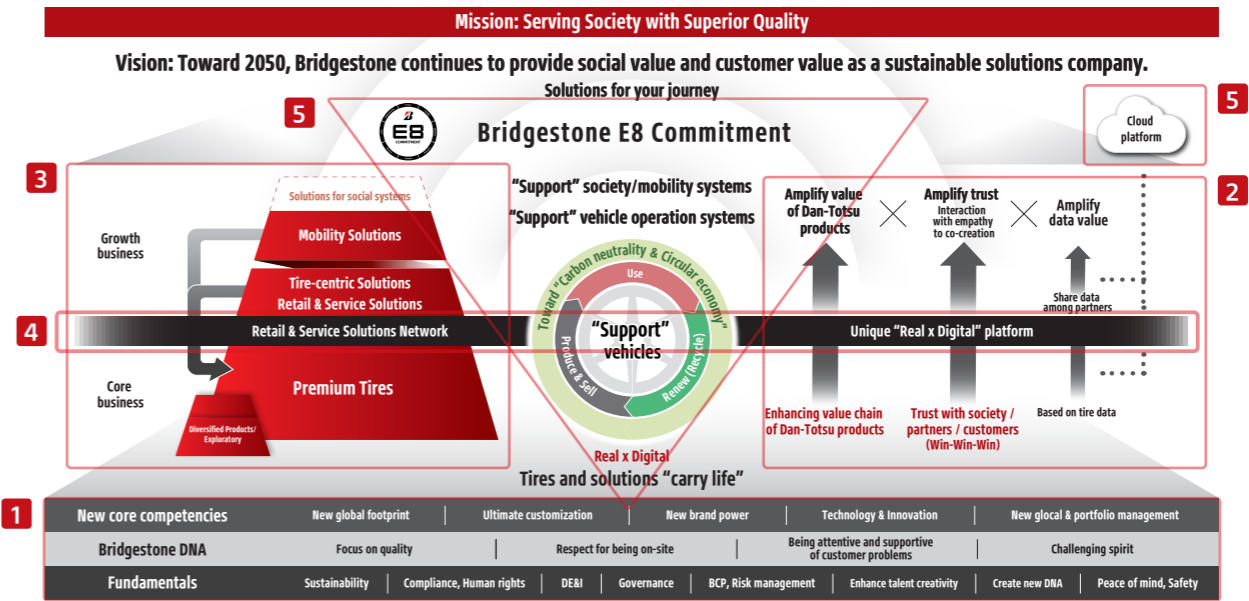 Mission: Serving Society with Superior Quality
Vision: Toward 2050, Bridgestone continues to provide social value and customer value as a sustainable solutions company.
Solutions for your journey
5
E8
COMMITMENT
Bridgestone E8 Commitment
Cloud
platform
5
3
Growth
business
Solutions for social systems
Mobility Solutions
Tire-centric Solutions
Retail & Service Solutions
"Support" society/mobility systems
"Support" vehicle operation systems
2
Amplify value
of Dan-Totsu
products
Amplify trust
Interaction
with empathy
to co-creation
Amplify
data value
Share data
among partners
4
Retail & Service Solutions Network
Toward "Carbon neutrality & Circular economy"
Use
Produce & Sell
Renew (Recycle)
"Support"
vehicles
Unique "Real x Digital" platform
Core
business
Premium Tires
Diversified Products/
Exploratory
Enhancing value chain
of Dan-Totsu products
Trust with society /
partners / customers
(Win-Win-Win)
Based on tire data
Real x Digital
Tires and solutions "carry life"
1
New core competencies
New global footprint
Ultimate customization
New brand power
Technology & Innovation
New glocal & portfolio management
Bridgestone DNA
Focus on quality
Respect for being on-site
Being attentive and supportive
of customer problems
Challenging spirit
Fundamentals
Sustainability
Compliance, Human rights
DE&I
Governance
BCP, Risk management
Enhance talent creativity
Create new DNA
Peace of mind, Safety